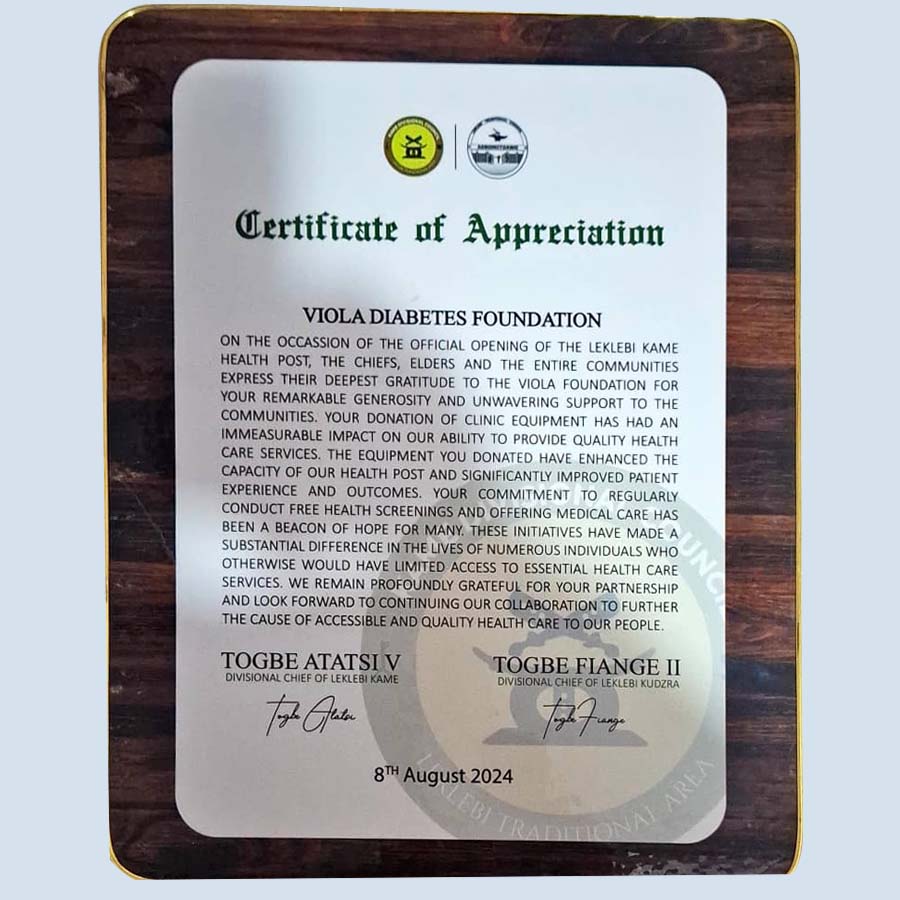 Certificate of Appreciation
VIOLA DIABETES FOUNDATION
ON THE OCCASSION OF THE OFFICIAL OPENING OF THE LEKLEBI KAME
HEALTH POST, THE CHIEFS, ELDERS AND THE ENTIRE COMMUNITIES
EXPRESS THEIR DEEPEST GRATITUDE TO THE VIOLA FOUNDATION FOR
YOUR REMARKABLE GENEROSITY AND UNWAVERING SUPPORT TO THE
COMMUNITIES. YOUR DONATION OF CLINIC EQUIPMENT HAS HAD AN
IMMEASURABLE IMPACT ON OUR ABILITY TO PROVIDE QUALITY HEALTH
CARE SERVICES. THE EQUIPMENT YOU DONATED HAVE ENHANCED THE
CAPACITY OF OUR HEALTH POST AND SIGNIFICANTLY IMPROVED PATIENT
EXPERIENCE AND OUTCOMES. YOUR COMMITMENT TO REGULARLY
CONDUCT FREE HEALTH SCREENINGS AND OFFERING MEDICAL CARE HAS
BEEN A BEACON OF HOPE FOR MANY. THESE INITIATIVES HAVE MADE A
SUBSTANTIAL DIFFERENCE IN THE LIVES OF NUMEROUS INDIVIDUALS WHO
OTHERWISE WOULD HAVE LIMITED ACCESS TO ESSENTIAL HEALTH CARE
SERVICES. WE REMAIN PROFOUNDLY GRATEFUL FOR YOUR PARTNERSHIP
AND LOOK FORWARD TO CONTINUING OUR COLLABORATION TO FURTHER
THE CAUSE OF ACCESSIBLE AND QUALITY HEALTH CARE TO OUR PEOPLE.
TOGBE ATATSI V
DIVISIONAL CHIEF OF LEKLEBI KAME
Togbe Atatsi
TOGBE FIANGE II
DIVISIONAL CHIEF OF LEKLEBI KUDZRA
Togbe Fiange
8TH August 2024
LEKLEBI TRADITIONAL AREA